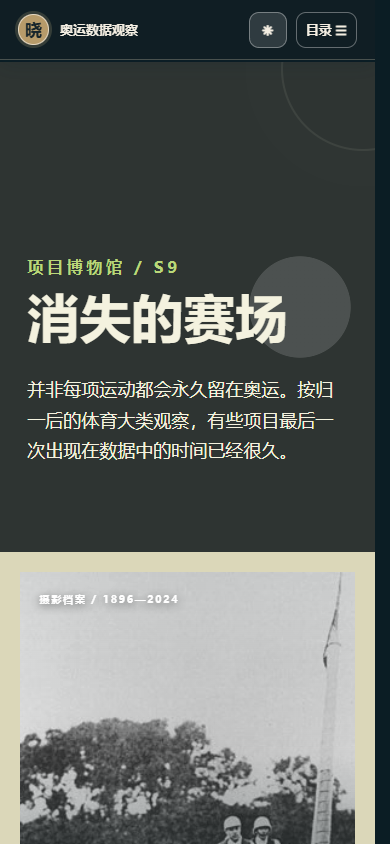 晓 奥运数据观察 目录
项目博物馆 / S9
消失的赛场
并非每项运动都会永久留在奥运。按归
一后的体育大类观察，有些项目最后一
次出现在数据中的时间已经很久。
摄影档案 / 1896—2024